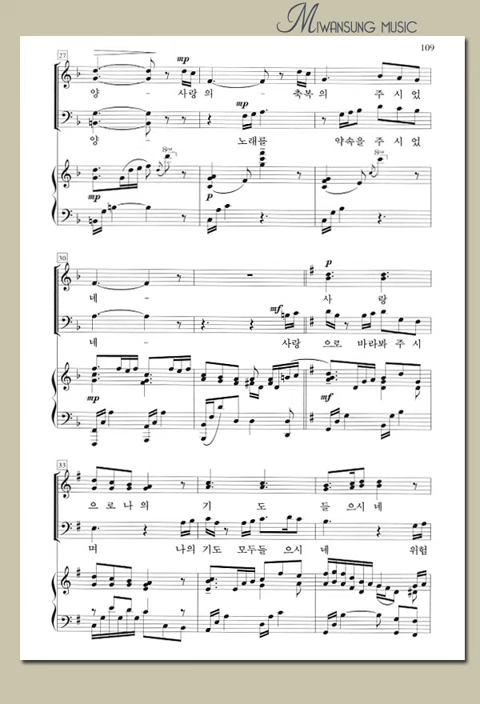 MIWANSUNG MUSIC
109
27
mp
양 - 사랑의 - 축복의 주 시 었
mp
양 - 노래를 약속을 주 시 었
mp p
30
p
네 - 사 랑
mf
네 - 사랑 으로 바라봐 주 시
mp mf
33
으 로 나 의 기 도 들 으시 네
며 나의 기도 모두들 으시 네 위험